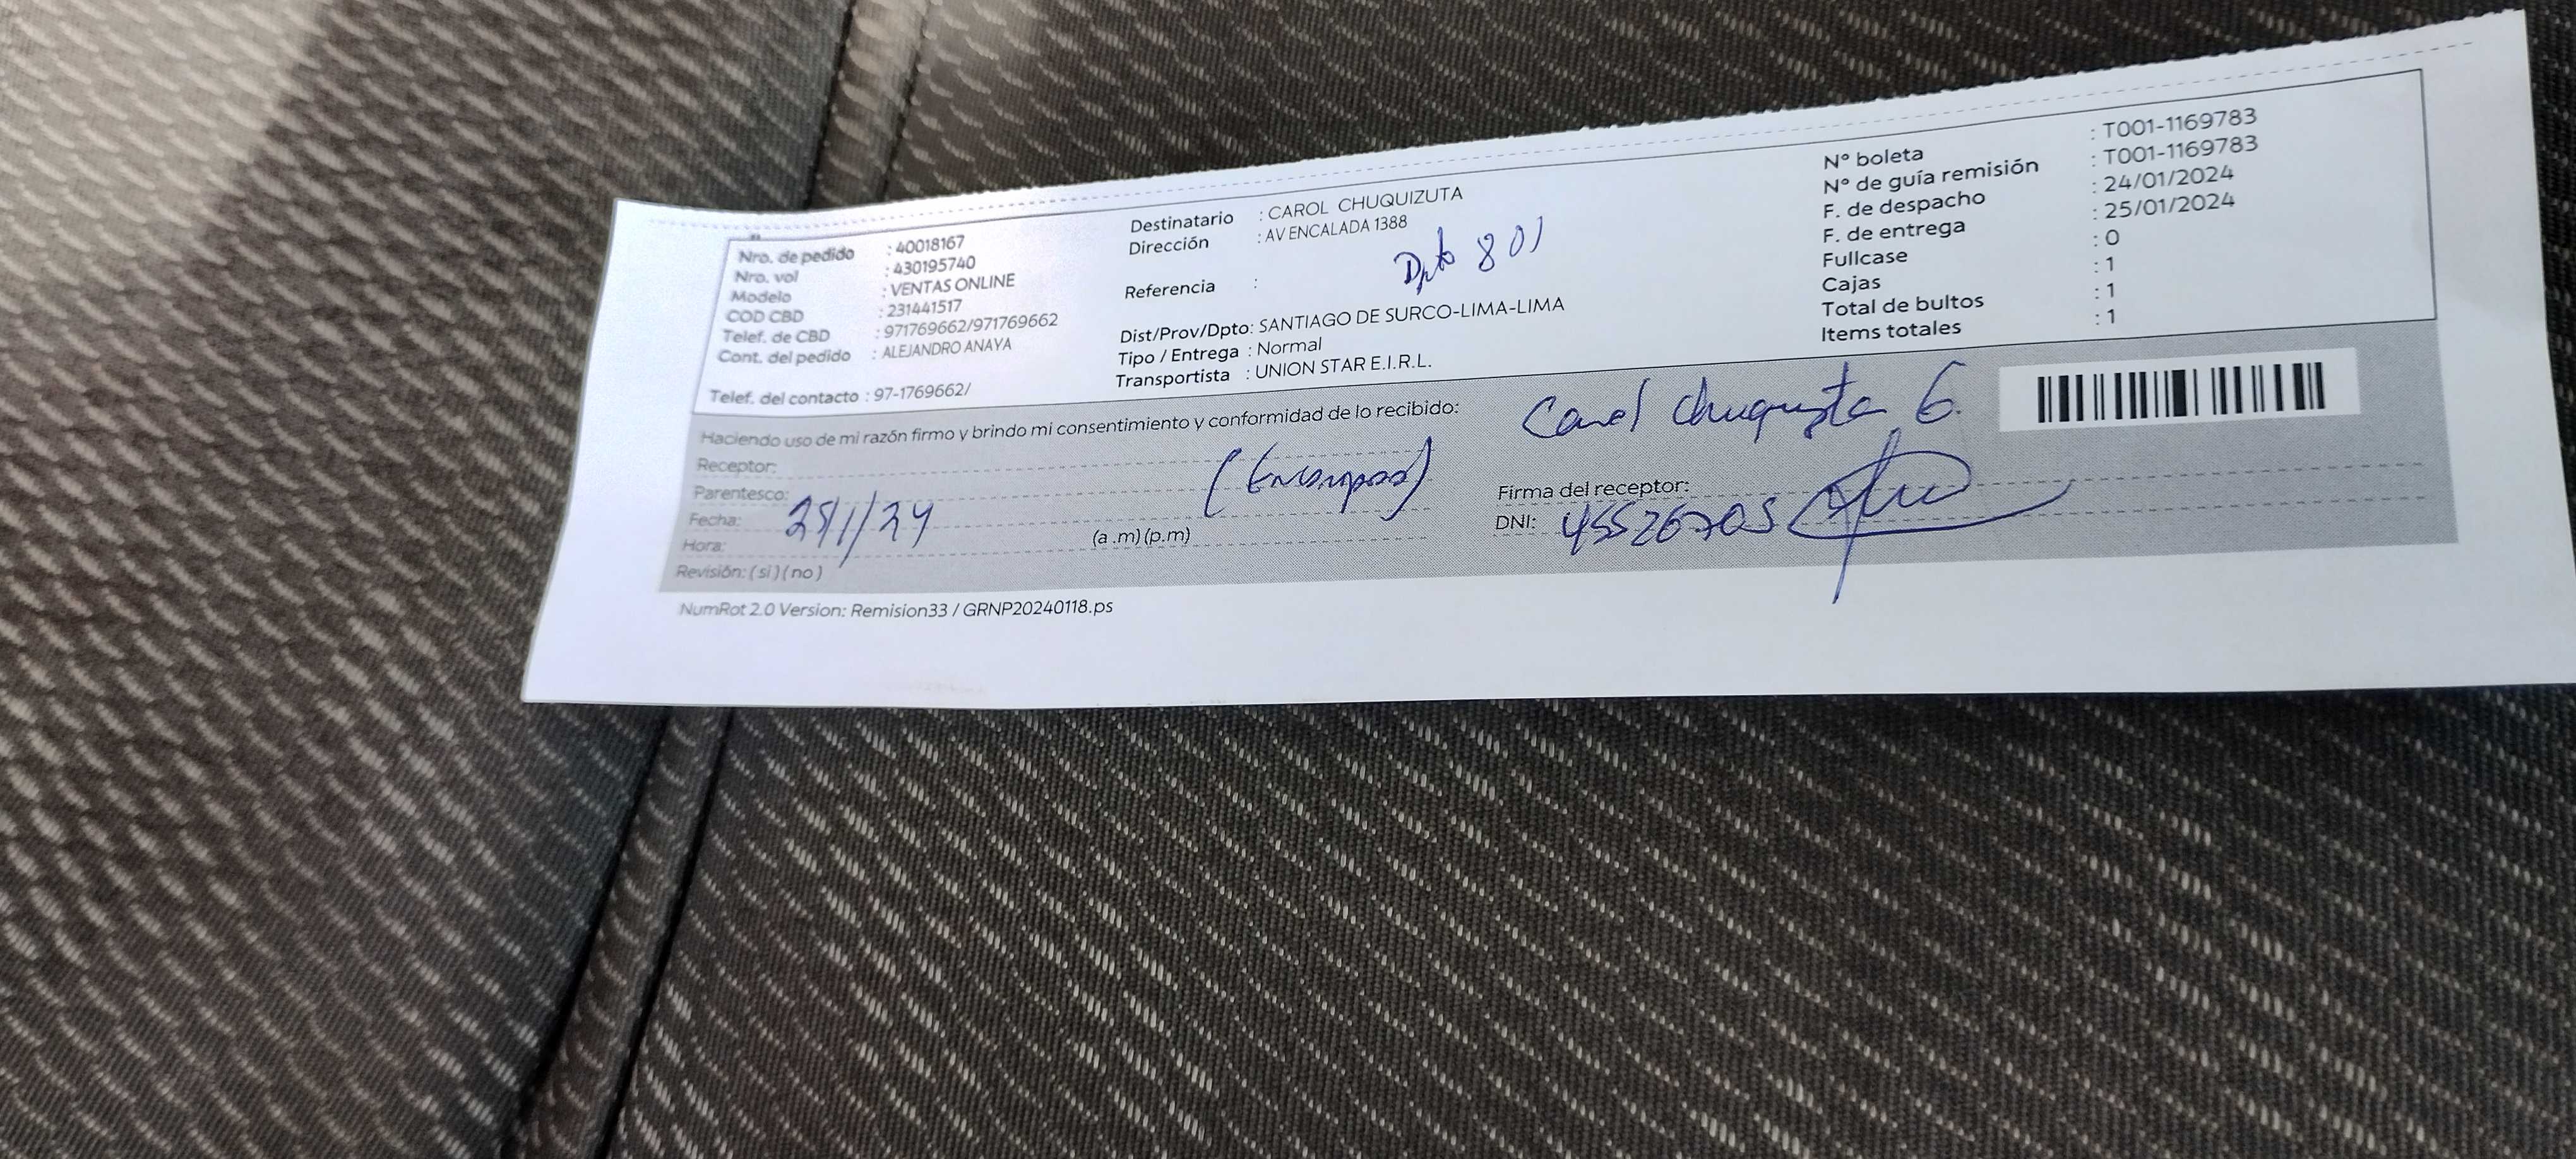 Nro. de pedido : 40018167
Nro. vol : 430195740
Modelo : VENTAS ONLINE
COD CBD : 231441517
Telef. de CBD : 971769662/971769662
Cont. del pedido : ALEJANDRO ANAYA
Telef. del contacto : 97-1769662/
Destinatario : CAROL CHUQUIZUTA
Dirección : AV ENCALADA 1388
Dpto 801
Referencia :
Dist/Prov/Dpto: SANTIAGO DE SURCO-LIMA-LIMA
Tipo / Entrega : Normal
Transportista : UNION STAR E.I.R.L.
N° boleta : T001-1169783
N° de guía remisión : T001-1169783
F. de despacho : 24/01/2024
F. de entrega : 25/01/2024
Fullcase : 0
Cajas : 1
Total de bultos : 1
Items totales : 1
Haciendo uso de mi razón firmo y brindo mi consentimiento y conformidad de lo recibido:
Receptor:
Parentesco:
Fecha: 25/1/24
Hora: (a .m) (p.m)
Revisión: ( si ) ( no )
Firma del receptor:
DNI: 45526705
NumRot 2.0 Version: Remision33 / GRNP20240118.ps